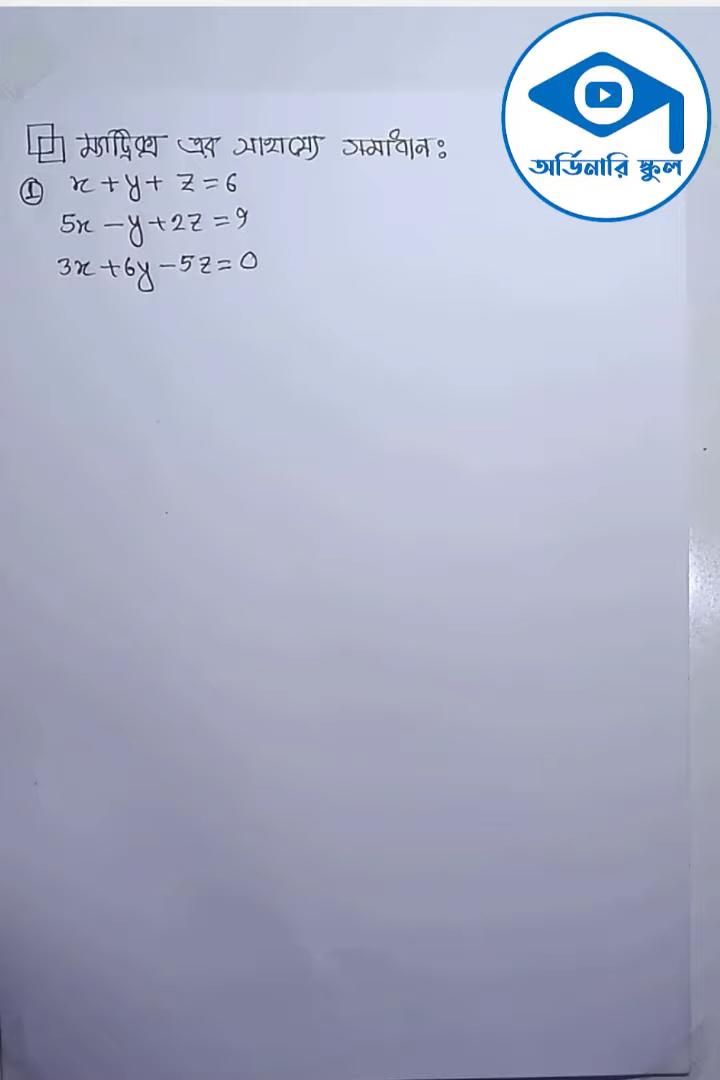 ম্যাট্রিক্স এর সাহায্যে সমাধানঃ
① x + y + z = 6
5x - y + 2z = 9
3x + 6y - 5z = 0
অর্ডিনারি স্কুল